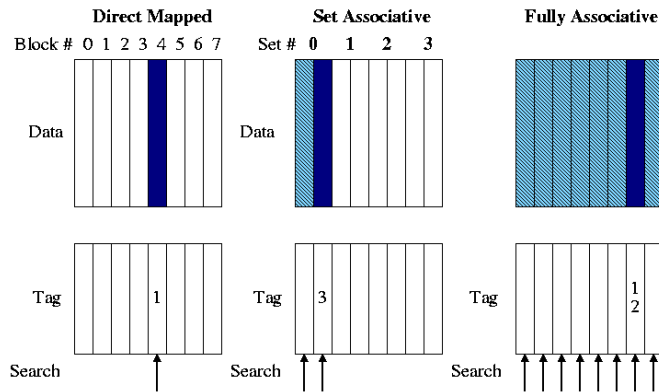 Direct Mapped Set Associative Fully Associative
Block # 0 1 2 3 4 5 6 7 Set # 0 1 2 3
Data Data
Tag 1 Tag 3 Tag 1 2
Search Search Search